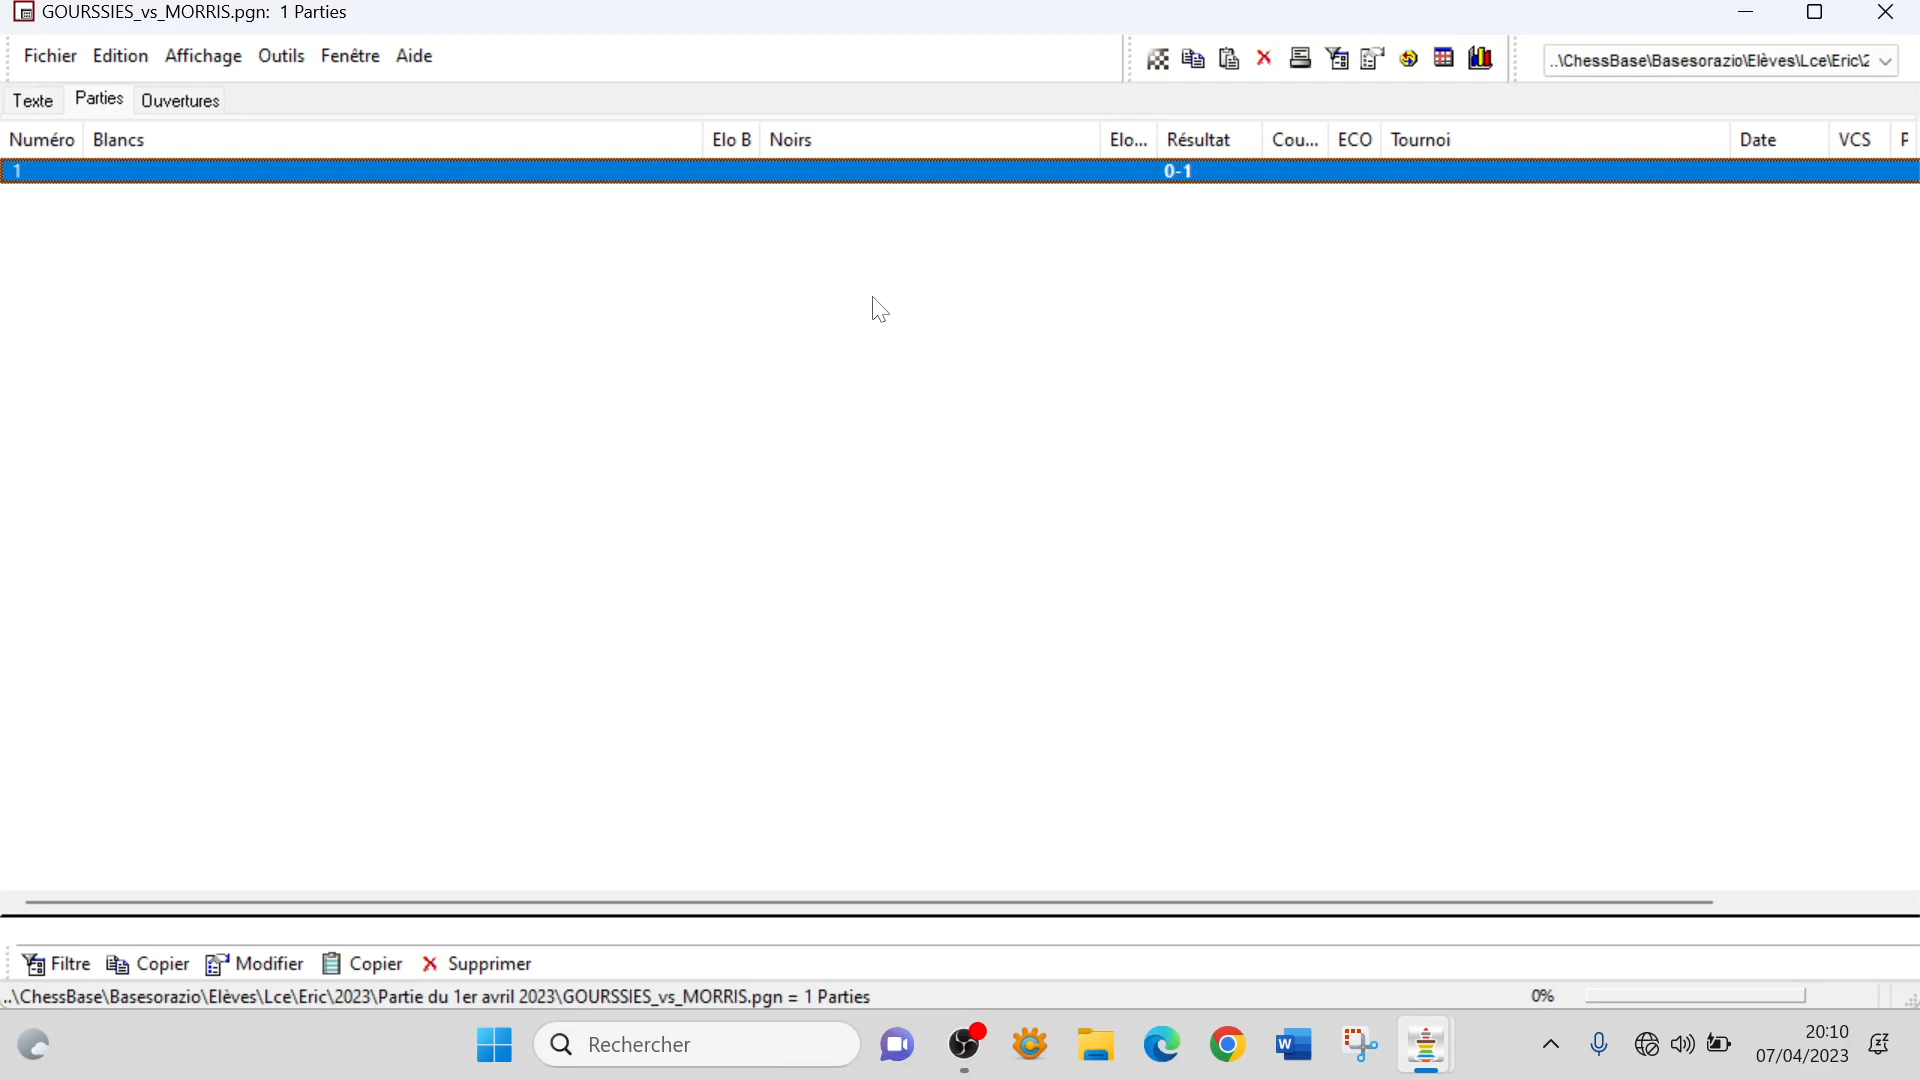 GOURSSIES_vs_MORRIS.pgn: 1 Parties
Fichier Edition Affichage Outils Fenêtre Aide
..\ChessBase\Basesorazio\Elèves\Lce\Eric\2
Texte Parties Ouvertures
Numéro Blancs Elo B Noirs Elo... Résultat Cou... ECO Tournoi Date VCS P
1 0-1
Filtre Copier Modifier Copier Supprimer
..\ChessBase\Basesorazio\Elèves\Lce\Eric\2023\Partie du 1er avril 2023\GOURSSIES_vs_MORRIS.pgn = 1 Parties 0%
Rechercher
20:10
07/04/2023